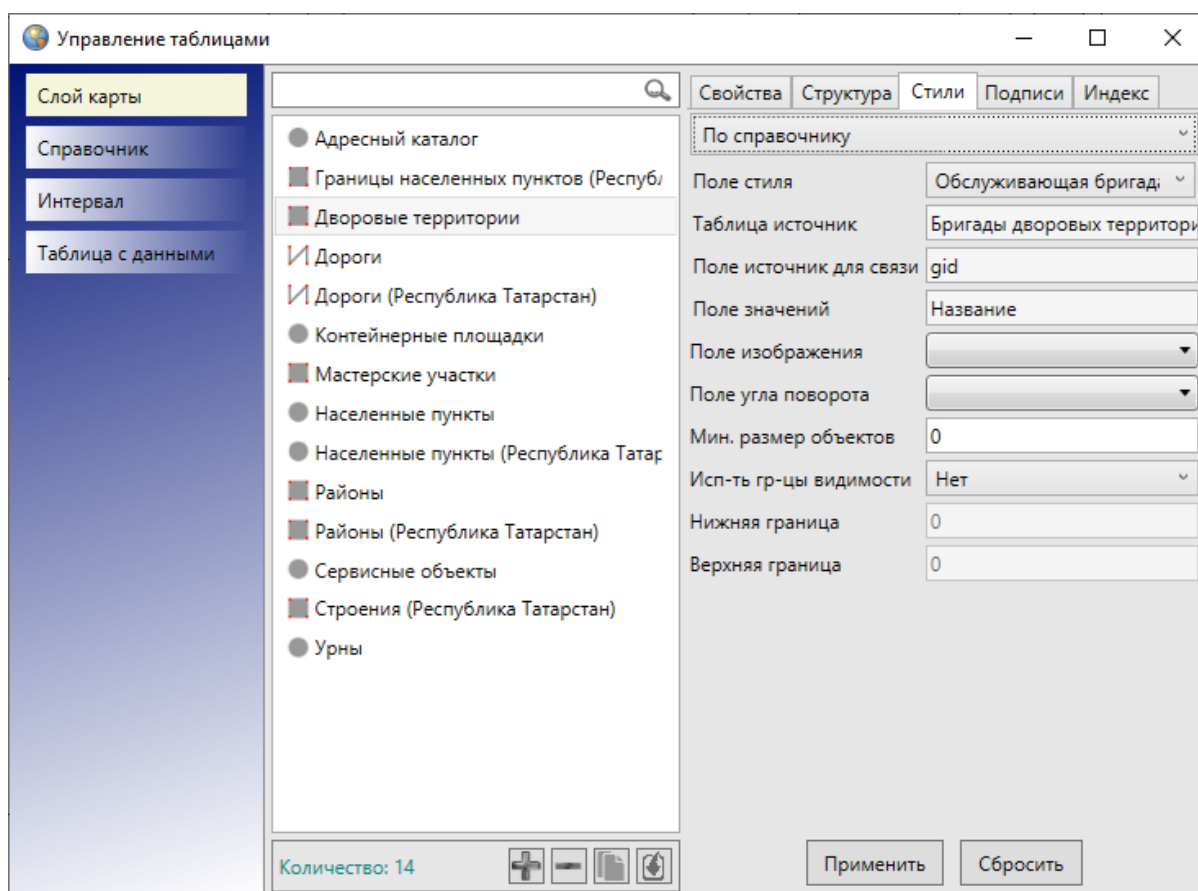 Управление таблицами
Слой карты
Справочник
Интервал
Таблица с данными
Адресный каталог
Границы населенных пунктов (Респуб
Дворовые территории
Дороги
Дороги (Республика Татарстан)
Контейнерные площадки
Мастерские участки
Населенные пункты
Населенные пункты (Республика Татар
Районы
Районы (Республика Татарстан)
Сервисные объекты
Строения (Республика Татарстан)
Урны
Количество: 14
Свойства Структура Стили Подписи Индекс
По справочнику
Поле стиля Обслуживающая бригад
Таблица источник Бригады дворовых территори
Поле источник для связи gid
Поле значений Название
Поле изображения
Поле угла поворота
Мин. размер объектов 0
Исп-ть гр-цы видимости Нет
Нижняя граница 0
Верхняя граница 0
Применить Сбросить